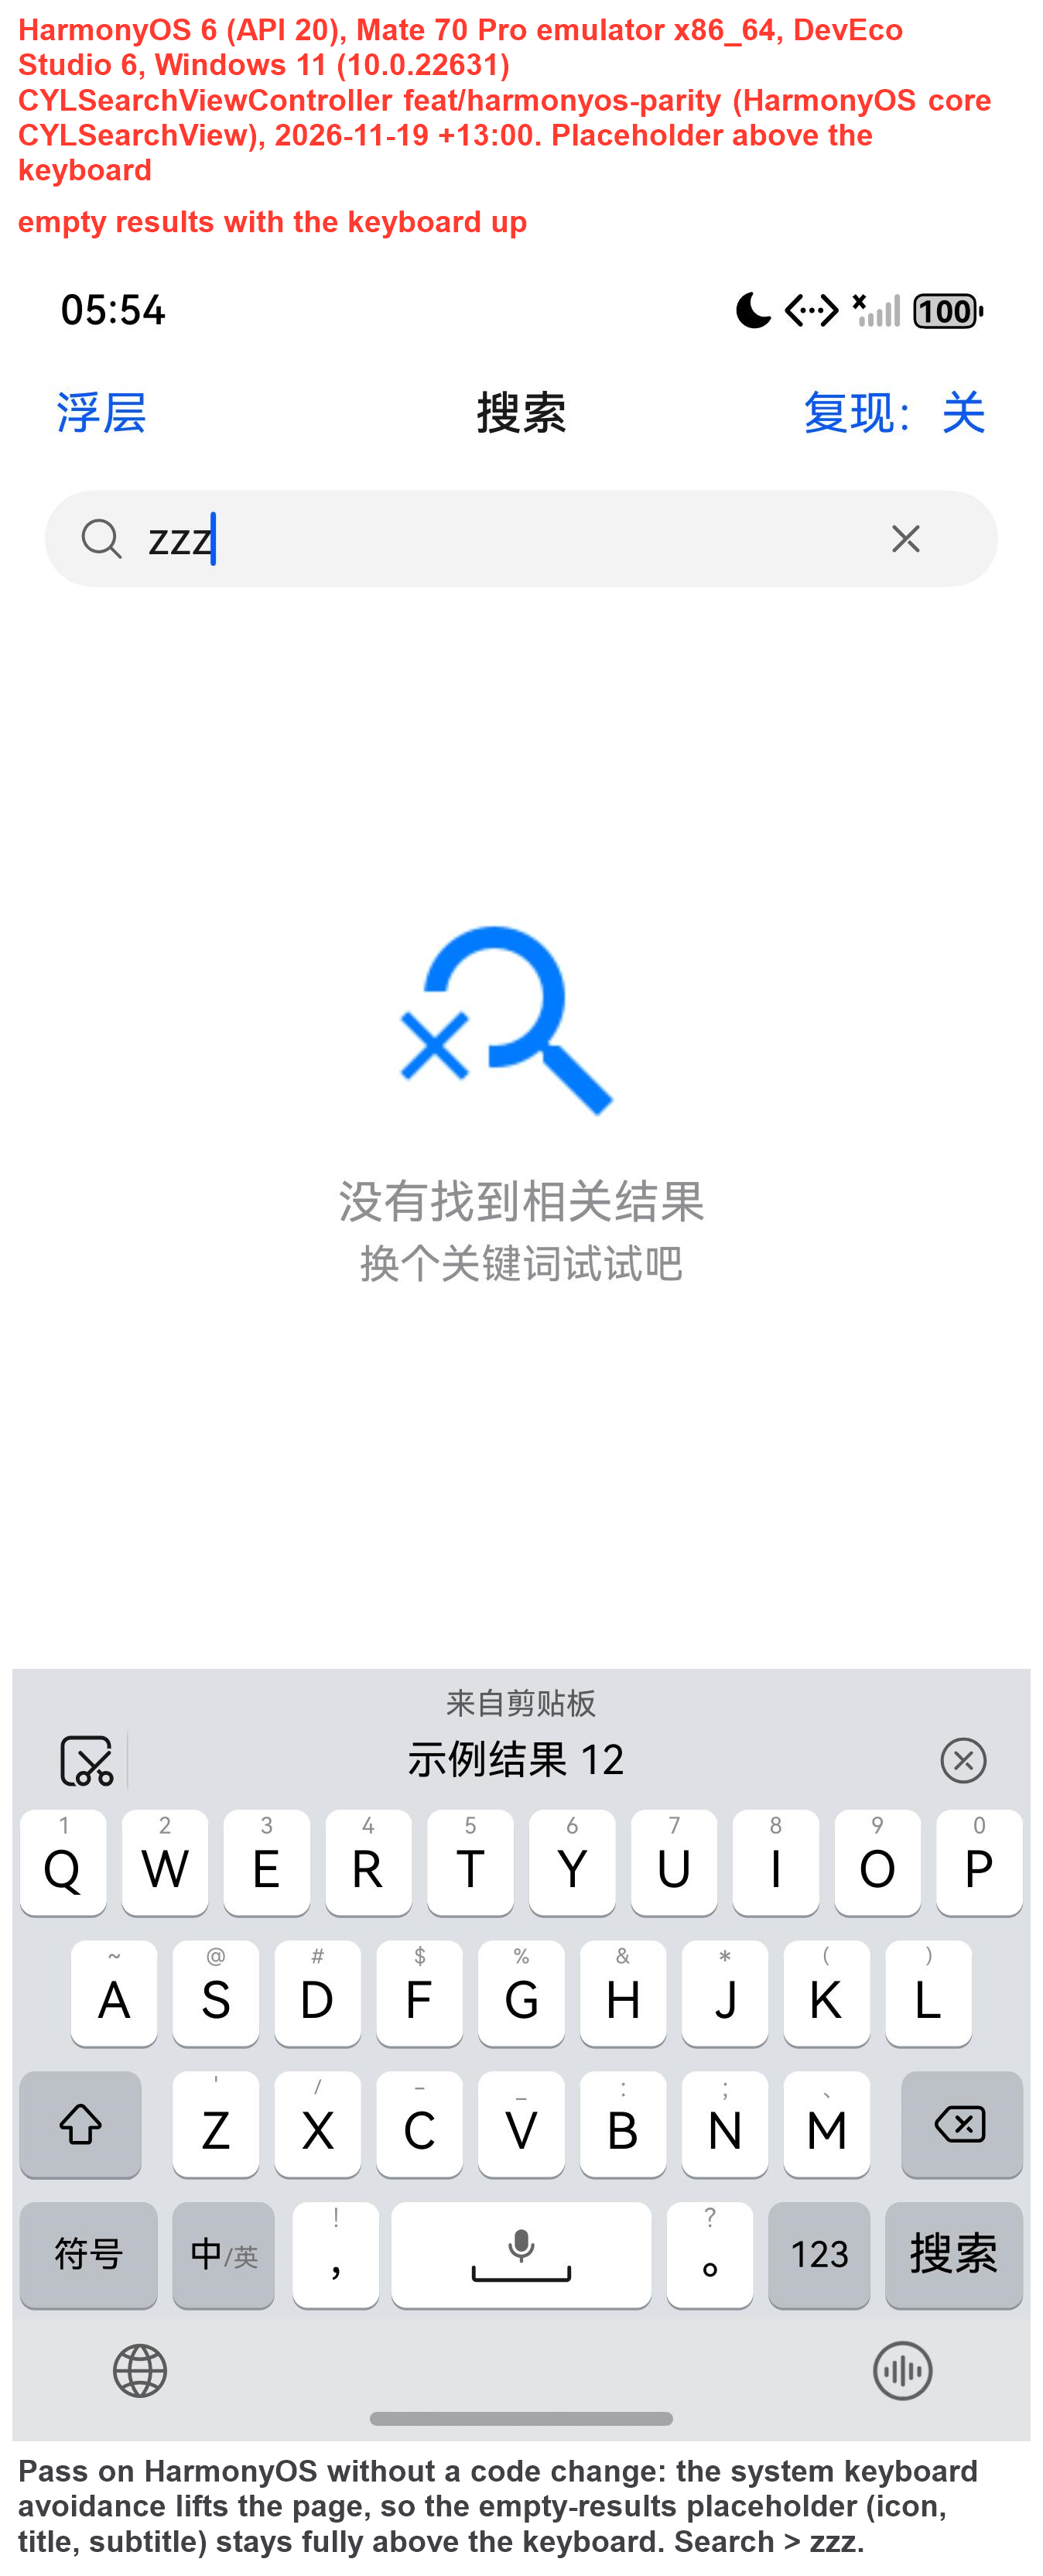 HarmonyOS 6 (API 20), Mate 70 Pro emulator x86_64, DevEco
Studio 6, Windows 11 (10.0.22631)
CYLSearchViewController feat/harmonyos-parity (HarmonyOS core
CYLSearchView), 2026-11-19 +13:00. Placeholder above the
keyboard
empty results with the keyboard up
05:54 100
浮层 搜索 复现：关
zzz
没有找到相关结果
换个关键词试试吧
来自剪贴板
示例结果 12
1 2 3 4 5 6 7 8 9 0
Q W E R T Y U I O P
~ @ # $ % & * ( )
A S D F G H J K L
' / – _ : ; 、
Z X C V B N M
! ?
符号 中/英 , 。 123 搜索
Pass on HarmonyOS without a code change: the system keyboard
avoidance lifts the page, so the empty-results placeholder (icon,
title, subtitle) stays fully above the keyboard. Search > zzz.